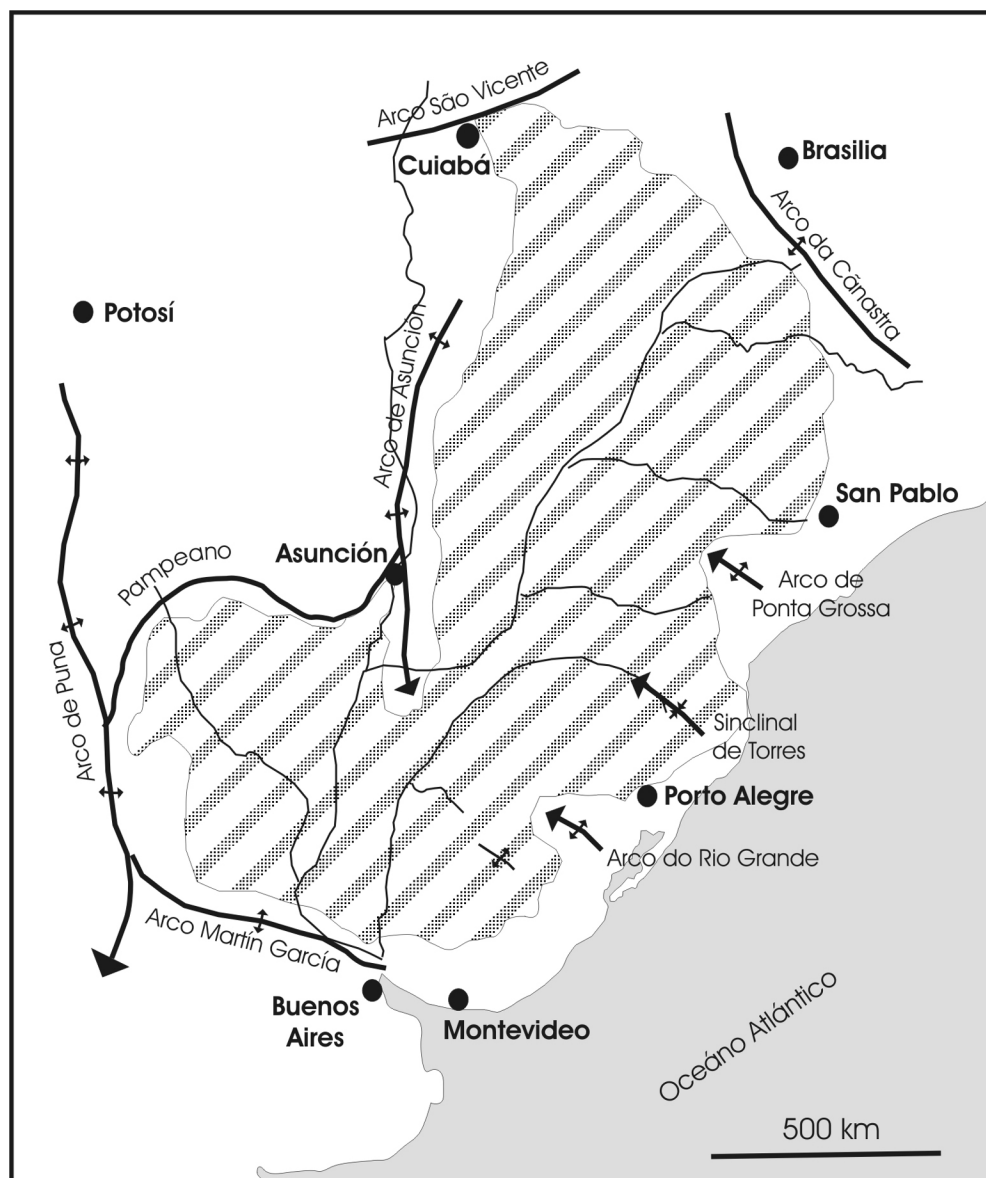 Arco São Vicente
Cuiabá
Brasilia
Arco da Cãnastra
Potosí
Arco de Asunción
San Pablo
Asunción
Pampeano
Arco de
Ponta Grossa
Arco de Puna
Sinclinal
de Torres
Porto Alegre
Arco do Rio Grande
Arco Martín García
Buenos
Aires
Montevideo
Oceáno Atlántico
500 km